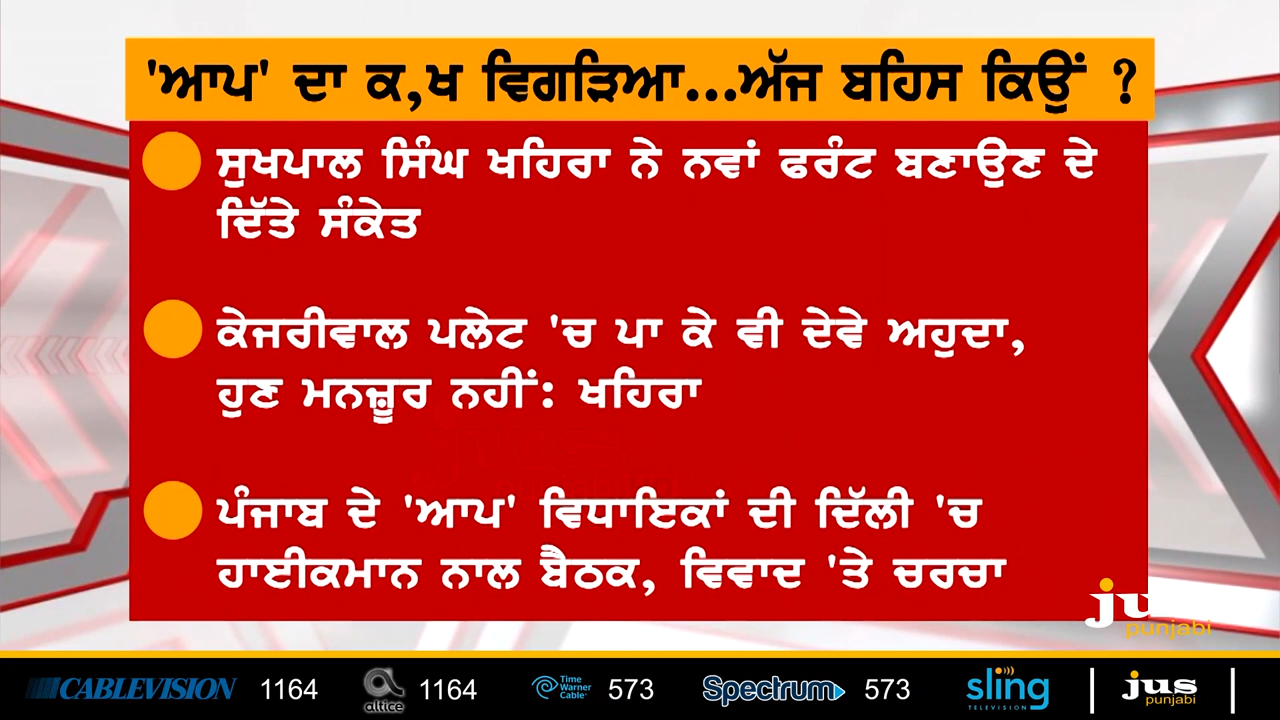 'ਆਪ' ਦਾ ਕ,ਖ ਵਿਗੜਿਆ...ਅੱਜ ਬਹਿਸ ਕਿਉਂ ?
ਸੁਖਪਾਲ ਸਿੰਘ ਖਹਿਰਾ ਨੇ ਨਵਾਂ ਫਰੰਟ ਬਣਾਉਣ ਦੇ
ਦਿੱਤੇ ਸੰਕੇਤ
ਕੇਜਰੀਵਾਲ ਪਲੇਟ 'ਚ ਪਾ ਕੇ ਵੀ ਦੇਵੇ ਅਹੁਦਾ,
ਹੁਣ ਮਨਜ਼ੂਰ ਨਹੀਂ: ਖਹਿਰਾ
ਪੰਜਾਬ ਦੇ 'ਆਪ' ਵਿਧਾਇਕਾਂ ਦੀ ਦਿੱਲੀ 'ਚ
ਹਾਈਕਮਾਨ ਨਾਲ ਬੈਠਕ, ਵਿਵਾਦ 'ਤੇ ਚਰਚਾ
jus
punjabi
CABLEVISION 1164 altice 1164 Time Warner Cable 573 Spectrum 573 sling TELEVISION jus punjabi